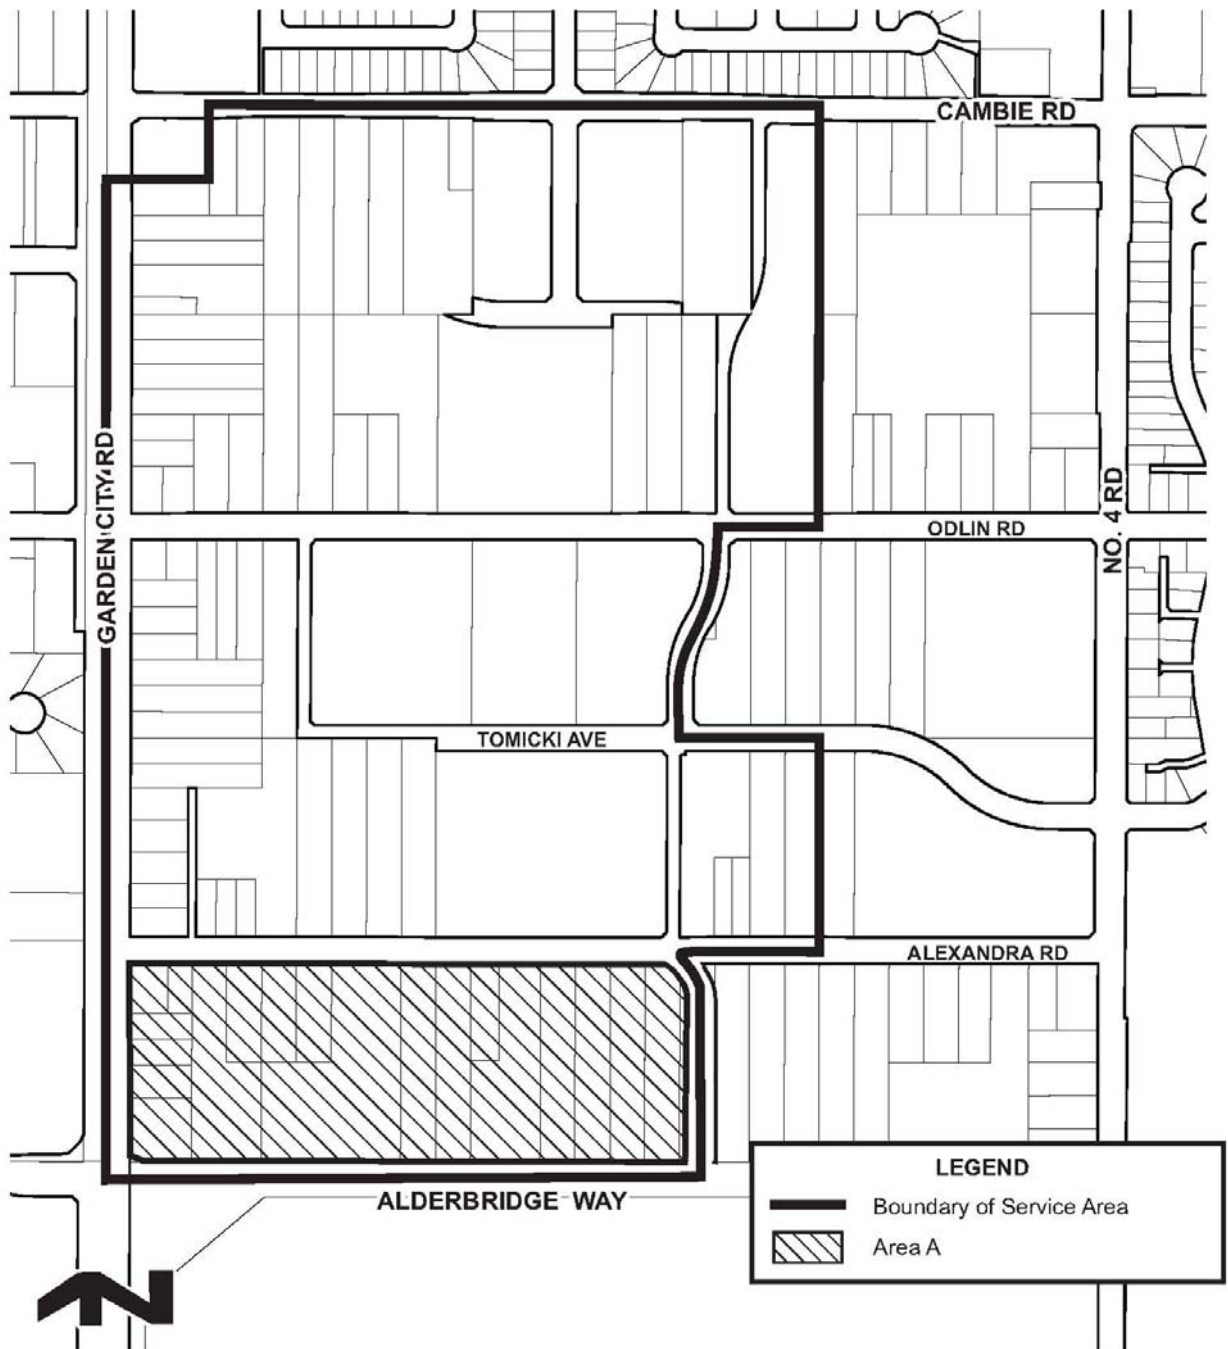 CAMBIE RD
GARDEN CITY RD
NO. 4 RD
ODLIN RD
TOMICKI AVE
ALEXANDRA RD
ALDERBRIDGE WAY
LEGEND
Boundary of Service Area
Area A
N